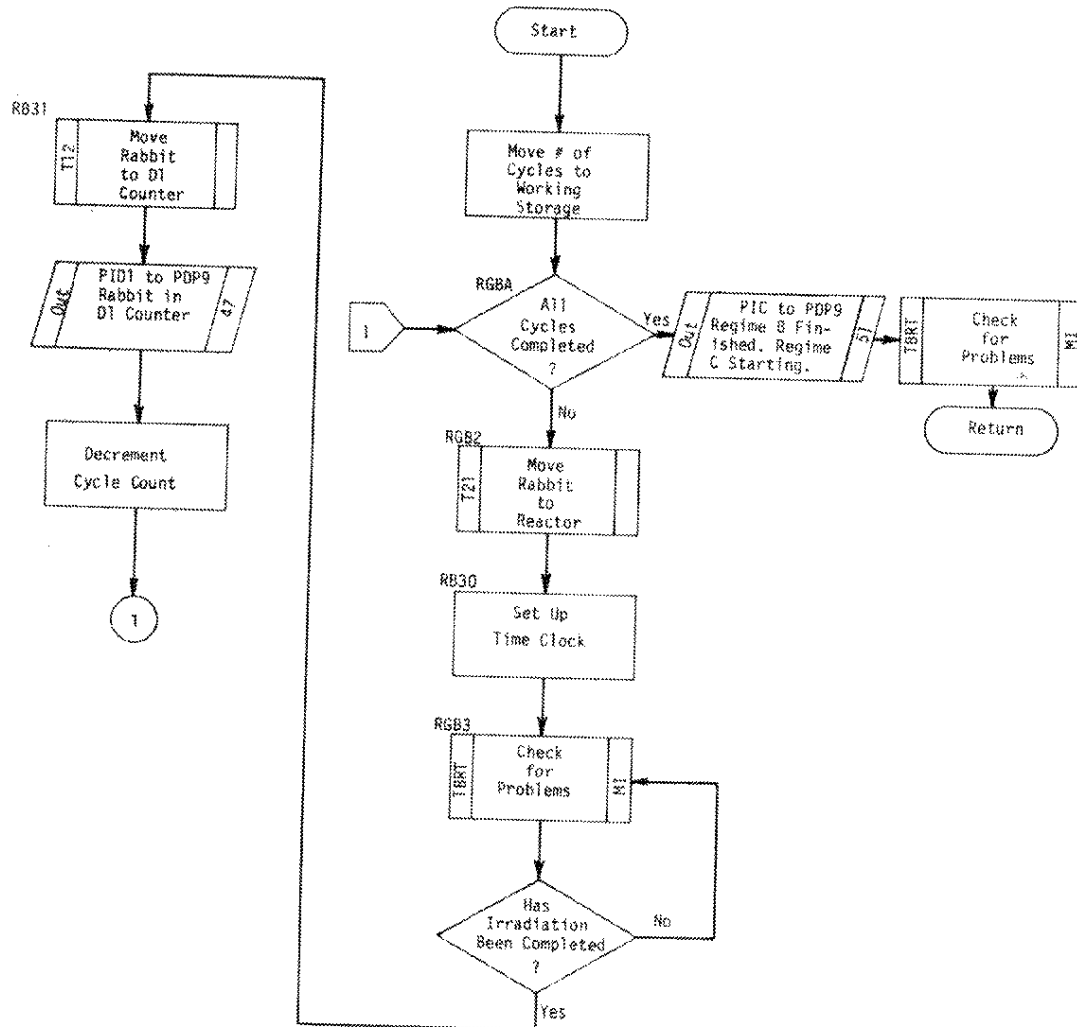 Start
Move # of
Cycles to
Working
Storage
RGBA
1
All
Cycles
Completed
?
Yes
Out
PIC to PDP9
Regime B Fin-
ished. Regime
C Starting.
51
TBRT
Check
for
Problems
M1
Return
No
RGB2
T21
Move
Rabbit
to
Reactor
RB30
Set Up
Time Clock
RGB3
TBRT
Check
for
Problems
M1
Has
Irradiation
Been Completed
?
No
Yes
RB31
T12
Move
Rabbit
to D1
Counter
Out
PID1 to PDP9
Rabbit in
D1 Counter
47
Decrement
Cycle Count
1